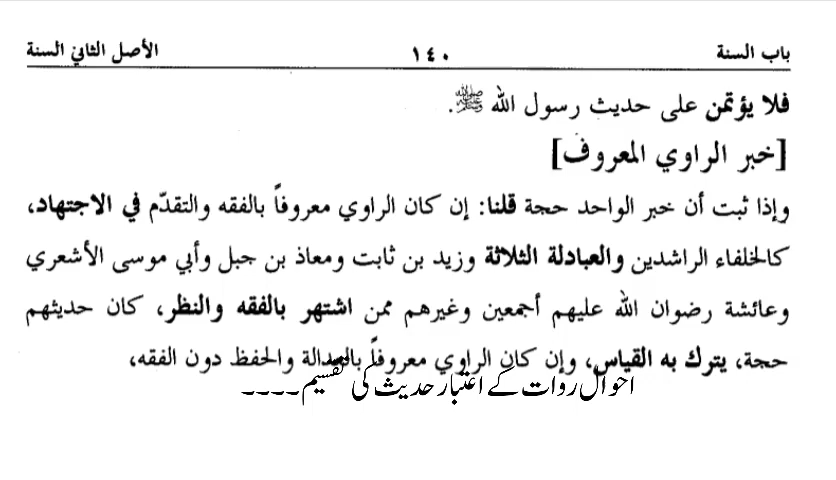 باب السنة ١٤٠ الأصل الثاني السنة
فلا يؤتمن على حديث رسول الله ﷺ.
[خبر الراوي المعروف]
وإذا ثبت أن خبر الواحد حجة قلنا: إن كان الراوي معروفاً بالفقه والتقدّم في الاجتهاد،
كالخلفاء الراشدين والعبادلة الثلاثة وزيد بن ثابت ومعاذ بن جبل وأبي موسى الأشعري
وعائشة رضوان الله عليهم أجمعين وغيرهم ممن اشتهر بالفقه والنظر، كان حديثهم
حجة، يترك به القياس، وإن كان الراوي معروفاً بالعدالة والحفظ دون الفقه،
احوال روات کے اعتبار حدیث کی تقسیم ----